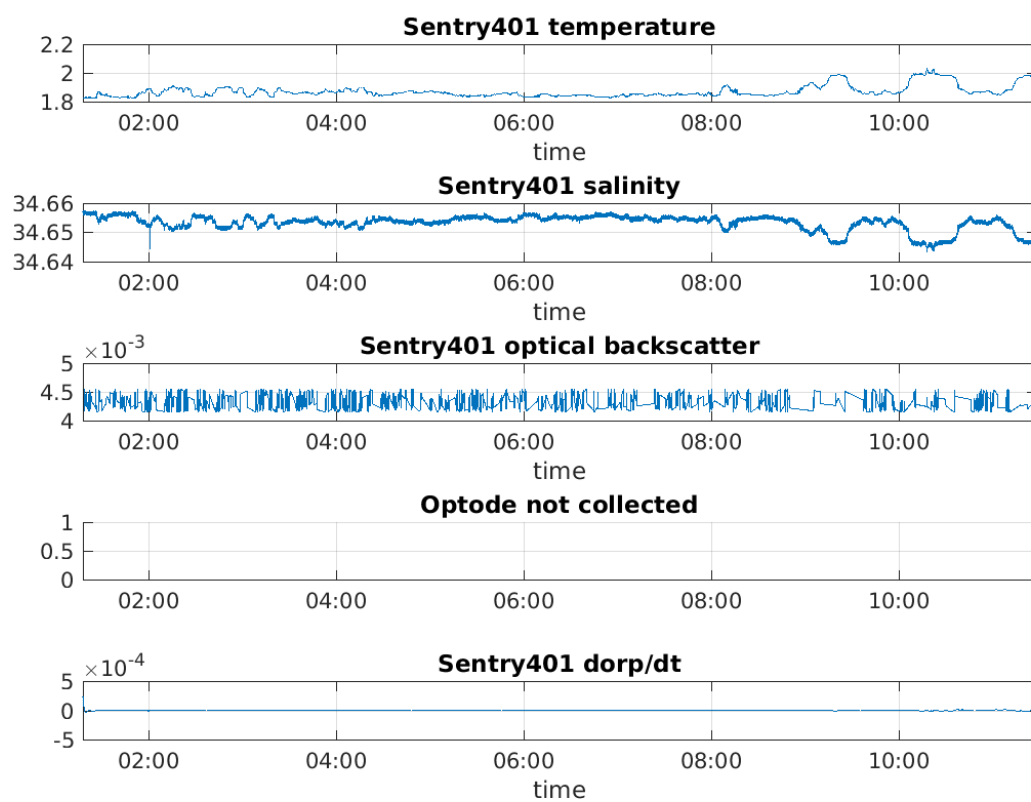 Sentry401 temperature
2.2
2
1.8
02:00 04:00 06:00 08:00 10:00
time
Sentry401 salinity
34.66
34.65
34.64
02:00 04:00 06:00 08:00 10:00
time
×10-3 Sentry401 optical backscatter
5
4.5
4
02:00 04:00 06:00 08:00 10:00
time
Optode not collected
1
0.5
0
02:00 04:00 06:00 08:00 10:00
×10-4 Sentry401 dorp/dt
5
0
-5
02:00 04:00 06:00 08:00 10:00
time